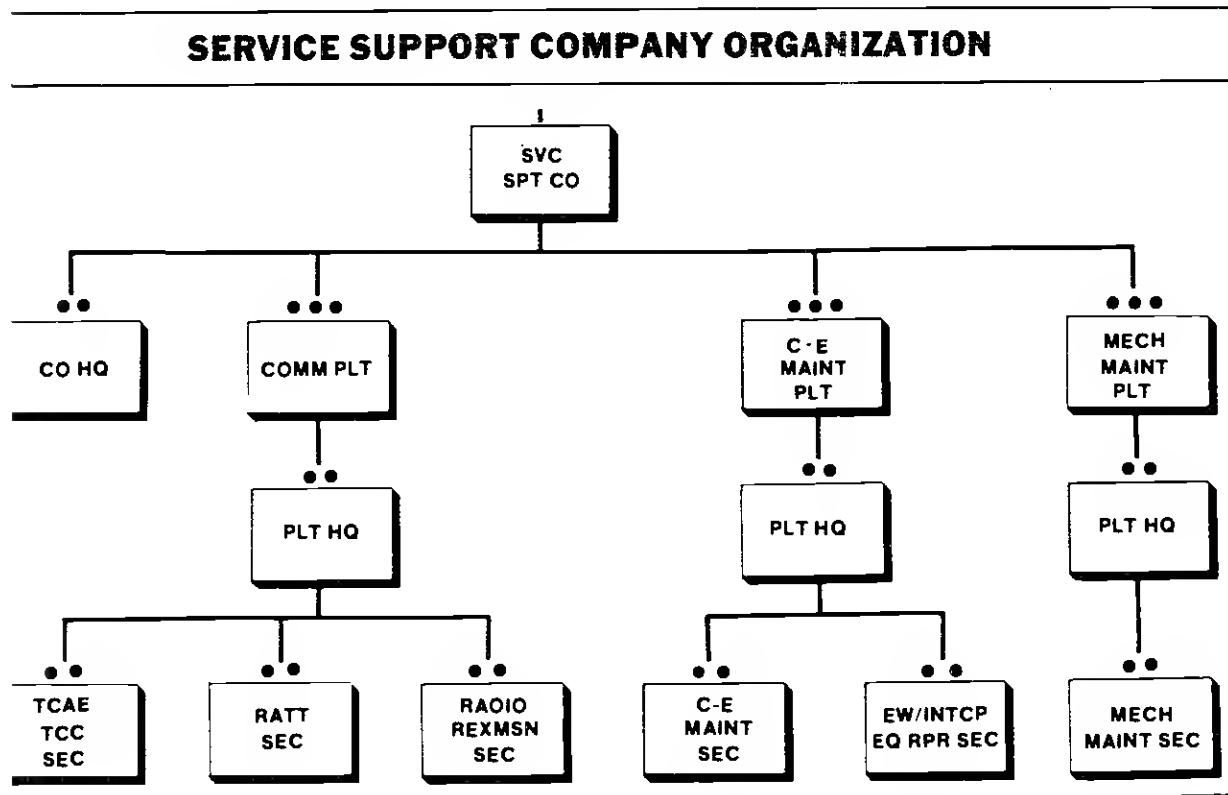 SERVICE SUPPORT COMPANY ORGANIZATION
SVC
SPT CO
CO HQ
COMM PLT
C-E
MAINT
PLT
MECH
MAINT
PLT
PLT HQ
PLT HQ
PLT HQ
TCAE
TCC
SEC
RATT
SEC
RAOIO
REXMSN
SEC
C-E
MAINT
SEC
EW/INTCP
EQ RPR SEC
MECH
MAINT SEC